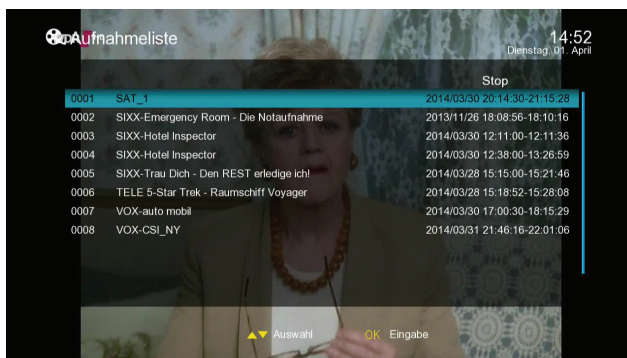 Aufnahmeliste
14:52
Dienstag, 01. April
Stop
0001 SAT_1 2014/03/30 20:14:30-21:15:28
0002 SIXX-Emergency Room - Die Notaufnahme 2013/11/26 18:08:56-18:10:16
0003 SIXX-Hotel Inspector 2014/03/30 12:11:00-12:11:36
0004 SIXX-Hotel Inspector 2014/03/30 12:38:00-13:26:59
0005 SIXX-Trau Dich - Den REST erledige ich! 2014/03/28 15:15:00-15:21:46
0006 TELE 5-Star Trek - Raumschiff Voyager 2014/03/28 15:18:52-15:28:08
0007 VOX-auto mobil 2014/03/30 17:00:30-18:15:29
0008 VOX-CSI_NY 2014/03/31 21:46:16-22:01:06
Auswahl OK Eingabe